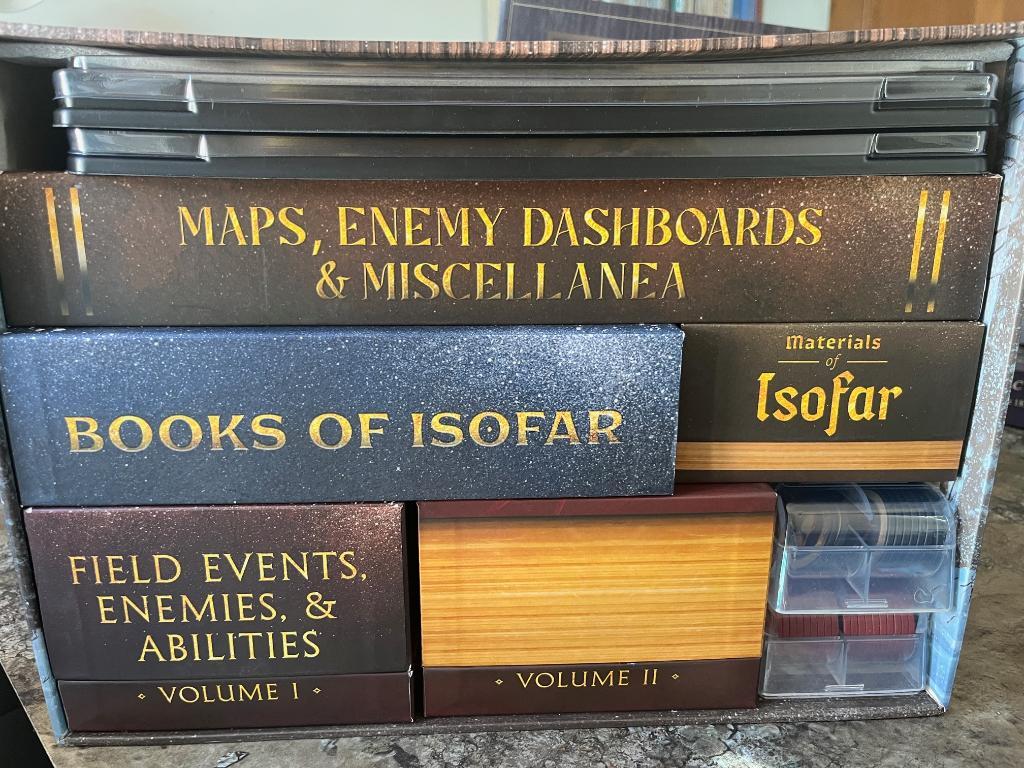 MAPS, ENEMY DASHBOARDS
& MISCELLANEA
BOOKS OF ISOFAR
Materials
of
Isofar
FIELD EVENTS,
ENEMIES, &
ABILITIES
VOLUME I
VOLUME II